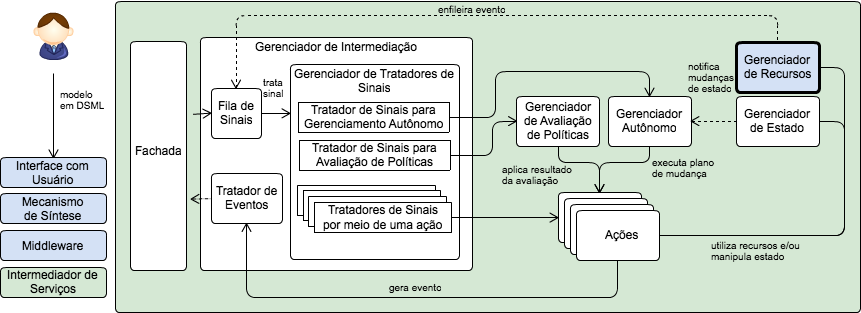 enfileira evento
modelo
em DSML
Interface com
Usuário
Mecanismo
de Síntese
Middleware
Intermediador de
Serviços
Fachada
Gerenciador de Intermediação
Fila de
Sinais
trata
sinal
Tratador de
Eventos
Gerenciador de Tratadores de
Sinais
Tratador de Sinais para
Gerenciamento Autônomo
Tratador de Sinais para
Avaliação de Políticas
Tratadores de Sinais
por meio de uma ação
Gerenciador
de Avaliação
de Políticas
Gerenciador
Autônomo
notifica
mudanças
de estado
Gerenciador
de Recursos
Gerenciador
de Estado
aplica resultado
da avaliação
executa plano
de mudança
Ações
utiliza recursos e/ou
manipula estado
gera evento